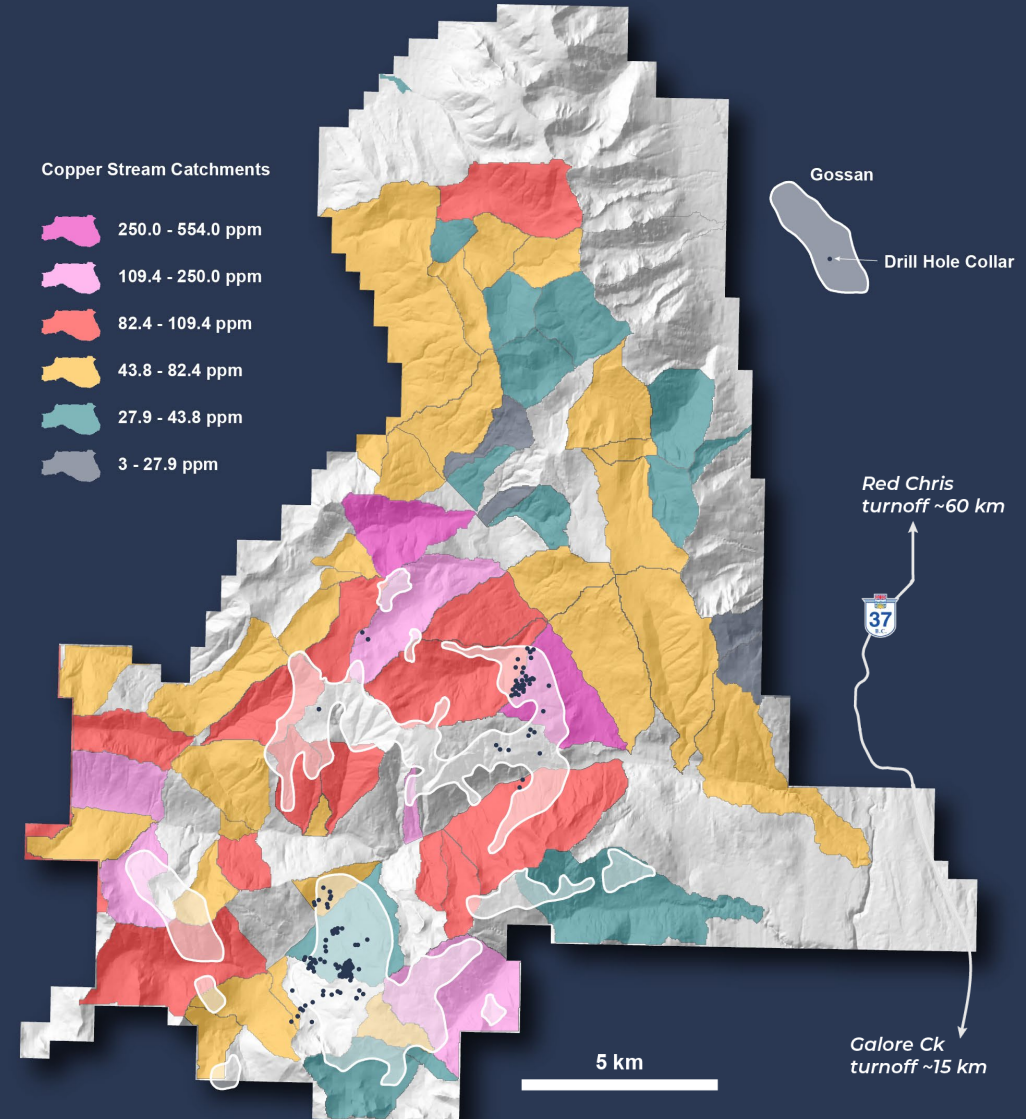 Copper Stream Catchments
250.0 - 554.0 ppm
109.4 - 250.0 ppm
82.4 - 109.4 ppm
43.8 - 82.4 ppm
27.9 - 43.8 ppm
3 - 27.9 ppm
Gossan
Drill Hole Collar
Red Chris
turnoff ~60 km
37
B.C.
5 km
Galore Ck
turnoff ~15 km